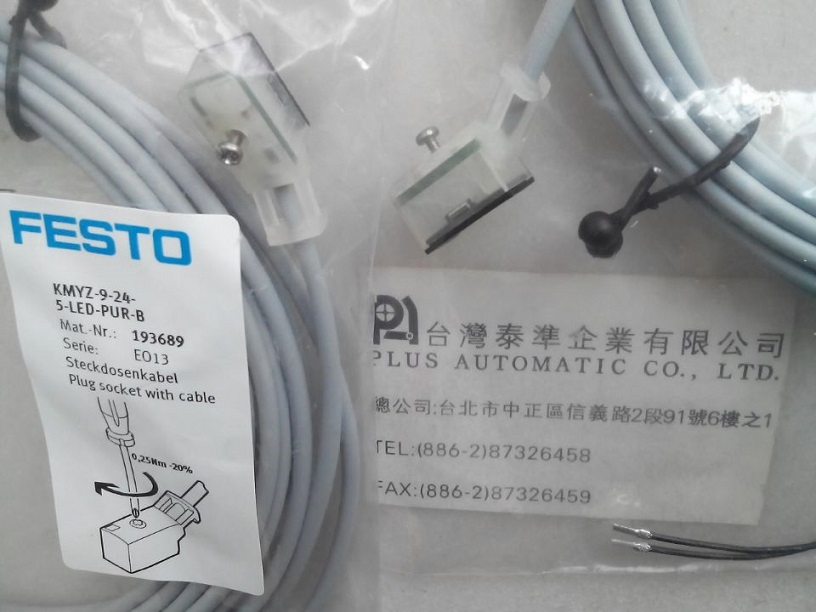 FESTO
KMYZ-9-24-
5-LED-PUR-B
Mat.-Nr.: 193689
Serie: EO13
Steckdosenkabel
Plug socket with cable
0,25Nm -20%
台灣泰準企業有限公司
PLUS AUTOMATIC CO., LTD.
總公司:台北市中正區信義路2段91號6樓之1
TEL:(886-2)87326458
FAX:(886-2)87326459